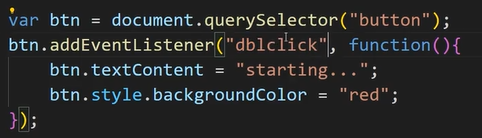 var btn = document.querySelector("button");
btn.addEventListener("dblclick", function(){
    btn.textContent = "starting...";
    btn.style.backgroundColor = "red";
});